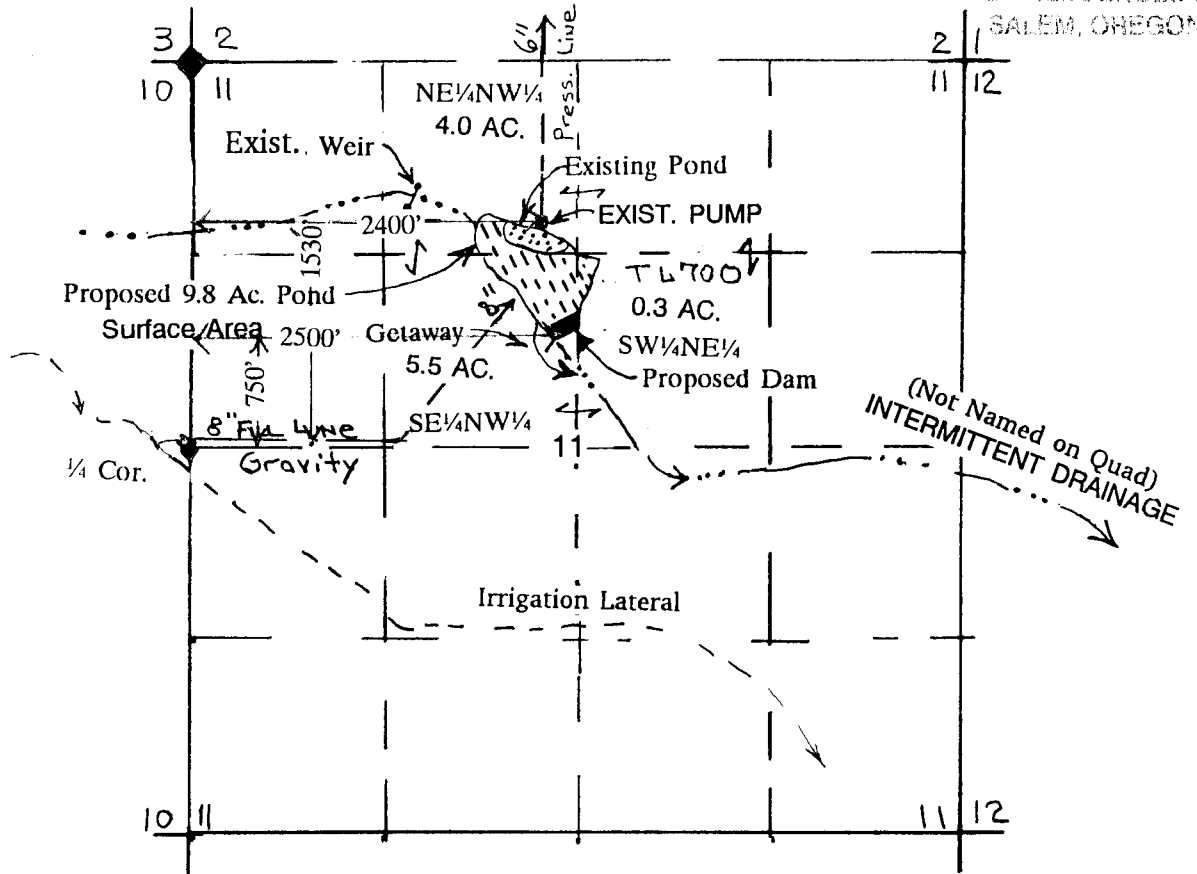 SALEM, OREGON
3 2
10 11
2 1
11 12
6" Press. Line
NE¼NW¼
4.0 AC.
Exist. Weir
Existing Pond
EXIST. PUMP
2400'
1530'
Proposed 9.8 Ac. Pond
Surface Area
8"
TL 700
0.3 AC.
2500'
Getaway
5.5 AC.
SW¼NE¼
Proposed Dam
750'
8" Fill LINE
Gravity
SE¼NW¼
11
¼ Cor.
(Not Named on Quad)
INTERMITTENT DRAINAGE
Irrigation Lateral
10 11
11 12